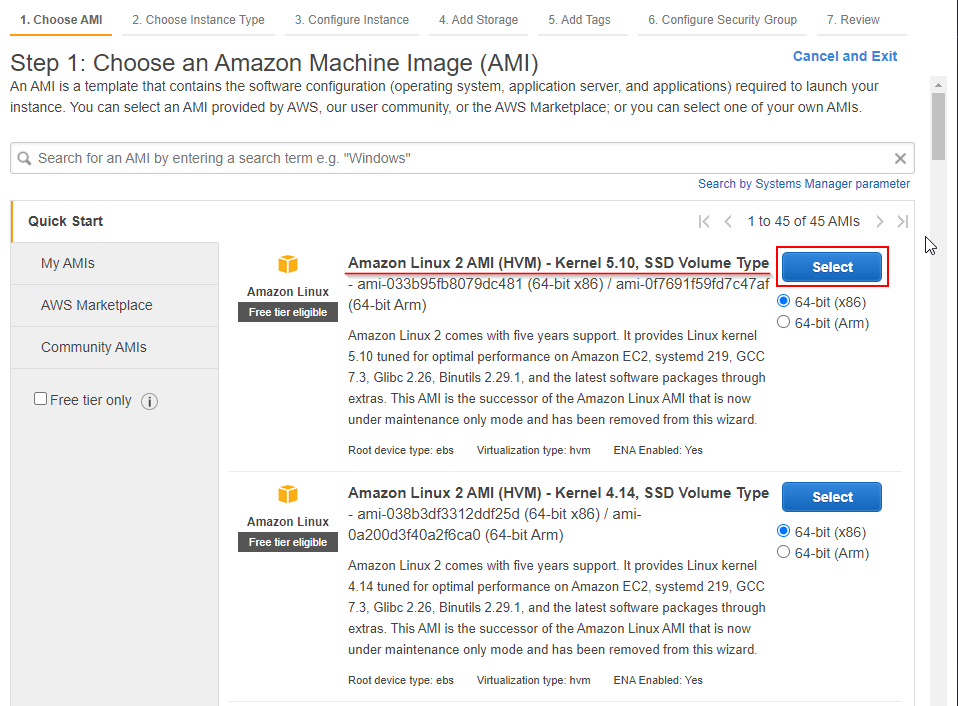 1. Choose AMI 2. Choose Instance Type 3. Configure Instance 4. Add Storage 5. Add Tags 6. Configure Security Group 7. Review
Step 1: Choose an Amazon Machine Image (AMI)
Cancel and Exit
An AMI is a template that contains the software configuration (operating system, application server, and applications) required to launch your
instance. You can select an AMI provided by AWS, our user community, or the AWS Marketplace; or you can select one of your own AMIs.
Search for an AMI by entering a search term e.g. "Windows"
Search by Systems Manager parameter
Quick Start
My AMIs
AWS Marketplace
Community AMIs
Free tier only
1 to 45 of 45 AMIs
Amazon Linux
Free tier eligible
Amazon Linux 2 AMI (HVM) - Kernel 5.10, SSD Volume Type
- ami-033b95fb8079dc481 (64-bit x86) / ami-0f7691f59fd7c47af
(64-bit Arm)
Amazon Linux 2 comes with five years support. It provides Linux kernel
5.10 tuned for optimal performance on Amazon EC2, systemd 219, GCC
7.3, Glibc 2.26, Binutils 2.29.1, and the latest software packages through
extras. This AMI is the successor of the Amazon Linux AMI that is now
under maintenance only mode and has been removed from this wizard.
Root device type: ebs Virtualization type: hvm ENA Enabled: Yes
Select
64-bit (x86)
64-bit (Arm)
Amazon Linux
Free tier eligible
Amazon Linux 2 AMI (HVM) - Kernel 4.14, SSD Volume Type
- ami-038b3df3312ddf25d (64-bit x86) / ami-
0a200d3f40a2f6ca0 (64-bit Arm)
Amazon Linux 2 comes with five years support. It provides Linux kernel
4.14 tuned for optimal performance on Amazon EC2, systemd 219, GCC
7.3, Glibc 2.26, Binutils 2.29.1, and the latest software packages through
extras. This AMI is the successor of the Amazon Linux AMI that is now
under maintenance only mode and has been removed from this wizard.
Root device type: ebs Virtualization type: hvm ENA Enabled: Yes
Select
64-bit (x86)
64-bit (Arm)